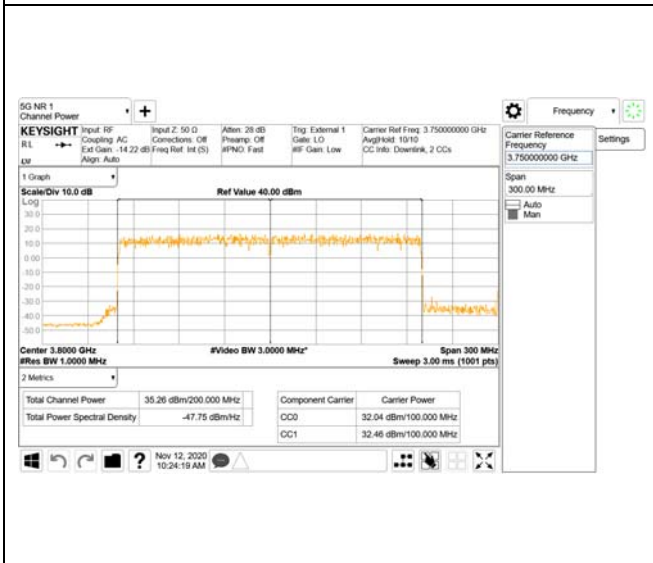 5G NR 1
Channel Power
Frequency
KEYSIGHT
RL
Input: RF
Coupling: AC
Ext Gain: -14.22 dB
Align: Auto
Input Z: 50 Ω
Corrections: Off
Freq Ref: Int (S)
Atten: 28 dB
Preamp: Off
#PNO: Fast
Trig: External 1
Gate: LO
#IF Gain: Low
Carrier Ref Freq: 3.750000000 GHz
Avg|Hold: 10/10
CC Info: Downlink, 2 CCs
Carrier Reference
Frequency
3.750000000 GHz
Settings
Span
300.00 MHz
Auto
Man
1 Graph
Scale/Div 10.0 dB
Ref Value 40.00 dBm
Log
30.0
20.0
10.0
0.00
-10.0
-20.0
-30.0
-40.0
-50.0
Center 3.8000 GHz
#Video BW 3.0000 MHz*
Span 300 MHz
#Res BW 1.0000 MHz
Sweep 3.00 ms (1001 pts)
2 Metrics
Total Channel Power
35.26 dBm/200.000 MHz
Total Power Spectral Density
-47.75 dBm/Hz
Component Carrier
Carrier Power
CC0
32.04 dBm/100.000 MHz
CC1
32.46 dBm/100.000 MHz
Nov 12, 2020
10:24:19 AM